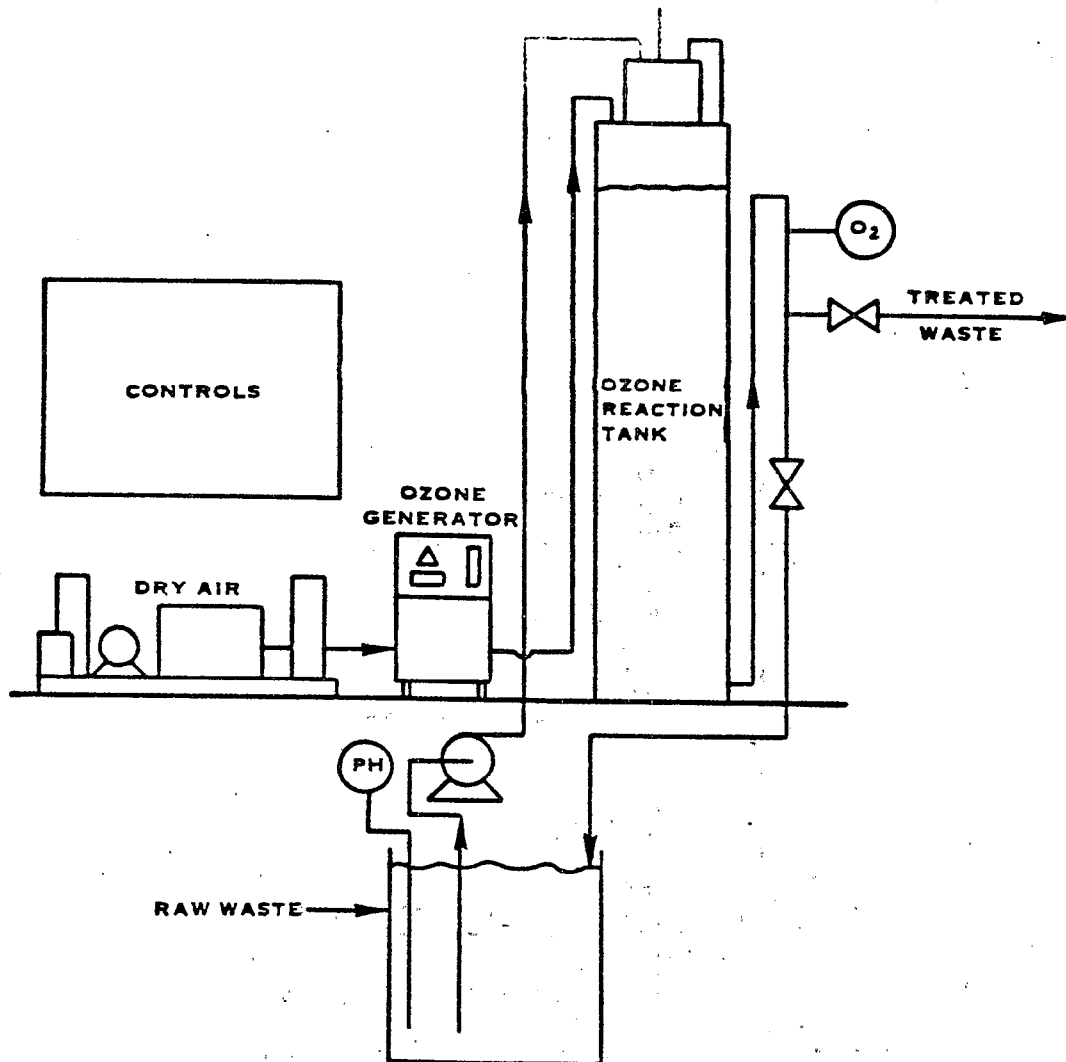 O2
TREATED
WASTE
CONTROLS
OZONE
REACTION
TANK
OZONE
GENERATOR
DRY AIR
PH
RAW WASTE